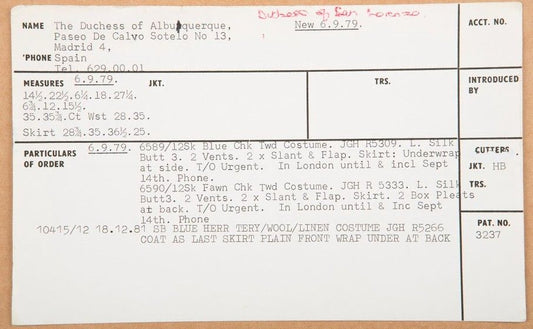 NAME The Duchess of Albuquerque,
Duchess of San Lorenzo.
New 6.9.79.
ACCT. NO.
Paseo De Calvo Sotelo No 13,
Madrid 4,
'PHONE Spain
Tel. 629.00.01
MEASURES 6.9.79. JKT.
TRS.
INTRODUCED
BY
14½.22½.6¼.18.27¼.
6¾.12.15½.
35.35¾.Ct Wst 28.35.
Skirt 28¾.35.36½.25.
PARTICULARS
OF ORDER
6.9.79. 6589/12Sk Blue Chk Twd Costume. JGH R5309. L. Silk
Butt 3. 2 Vents. 2 x Slant & Flap. Skirt: Underwrap
at side. T/O Urgent. In London until & incl Sept
14th. Phone.
6590/12Sk Fawn Chk Twd Costume. JGH R 5333. L. Silk
Butt3. 2 Vents. 2 x Slant & Flap. Skirt. 2 Box Pleats
at back. T/O Urgent. In London until & Inc Sept
14th. Phone.
10415/12 18.12.81 SB BLUE HERR TERY/WOOL/LINEN COSTUME JGH R5266
COAT AS LAST SKIRT PLAIN FRONT WRAP UNDER AT BACK
CUTTERS
JKT. HB
TRS.
PAT. NO.
3237